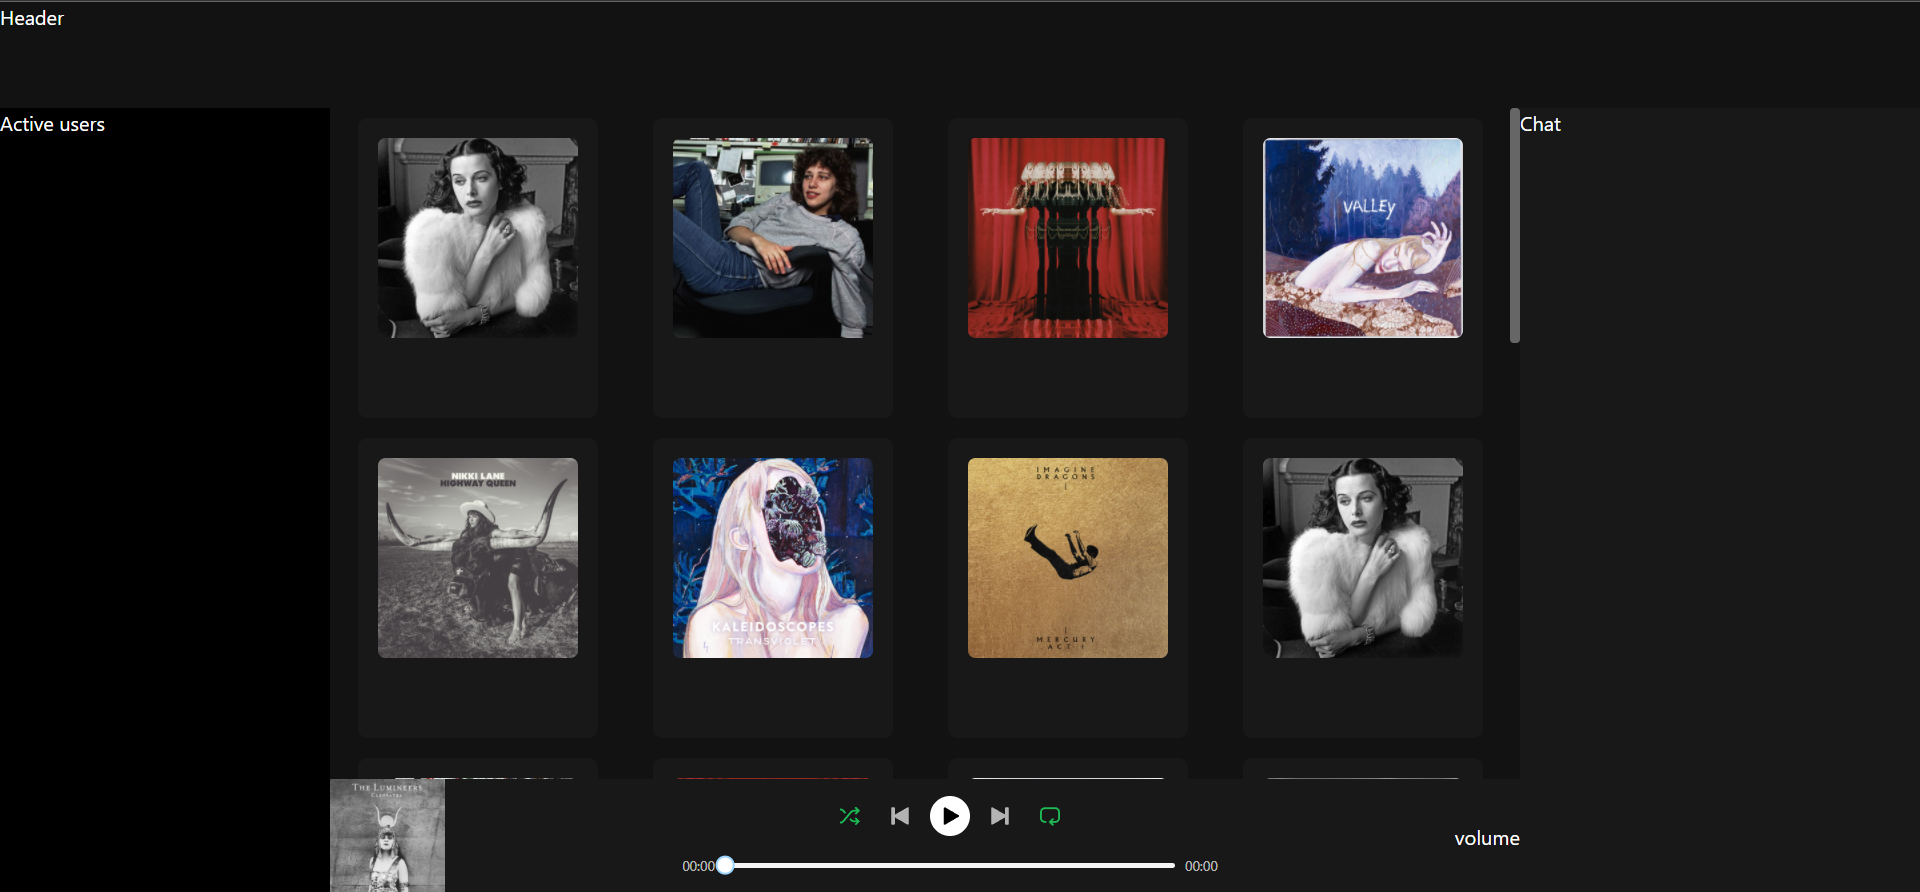 Header
Active users
Chat
VALLEY
NIKKI LANE
HIGHWAY QUEEN
KALEIDOSCOPES
TRANSVIOLET
IMAGINE
DRAGONS
MERCURY
ACT I
THE LUMINEERS
CLEOPATRA
volume
00:00
00:00